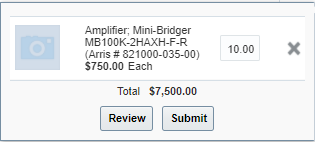 Amplifier; Mini-Bridger
MB100K-2HAXH-F-R
(Arris # 821000-035-00)
$750.00 Each
10.00
Total $7,500.00
Review
Submit